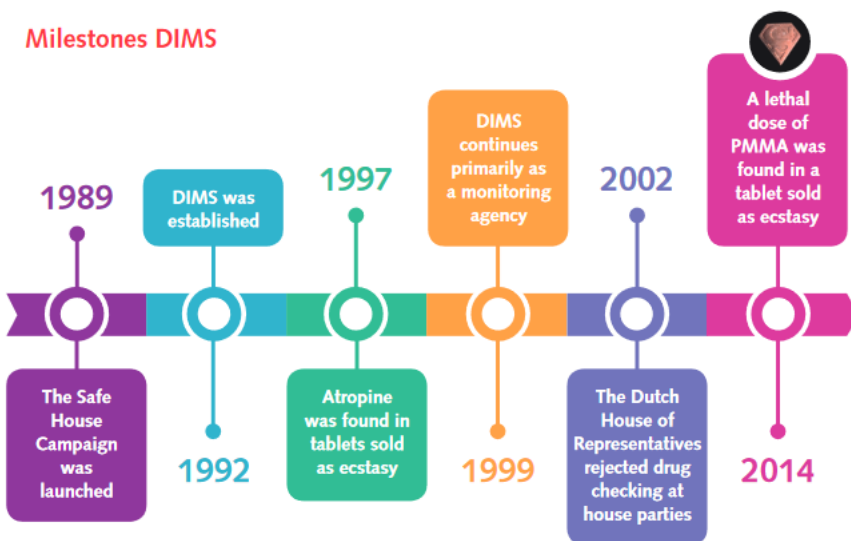 Milestones DIMS
1989
The Safe
House
Campaign
was
launched
DIMS was
established
1992
1997
Atropine
was found in
tablets sold
as ecstasy
DIMS
continues
primarily as
a monitoring
agency
1999
2002
The Dutch
House of
Representatives
rejected drug
checking at
house parties
A lethal
dose of
PMMA was
found in a
tablet sold
as ecstasy
2014